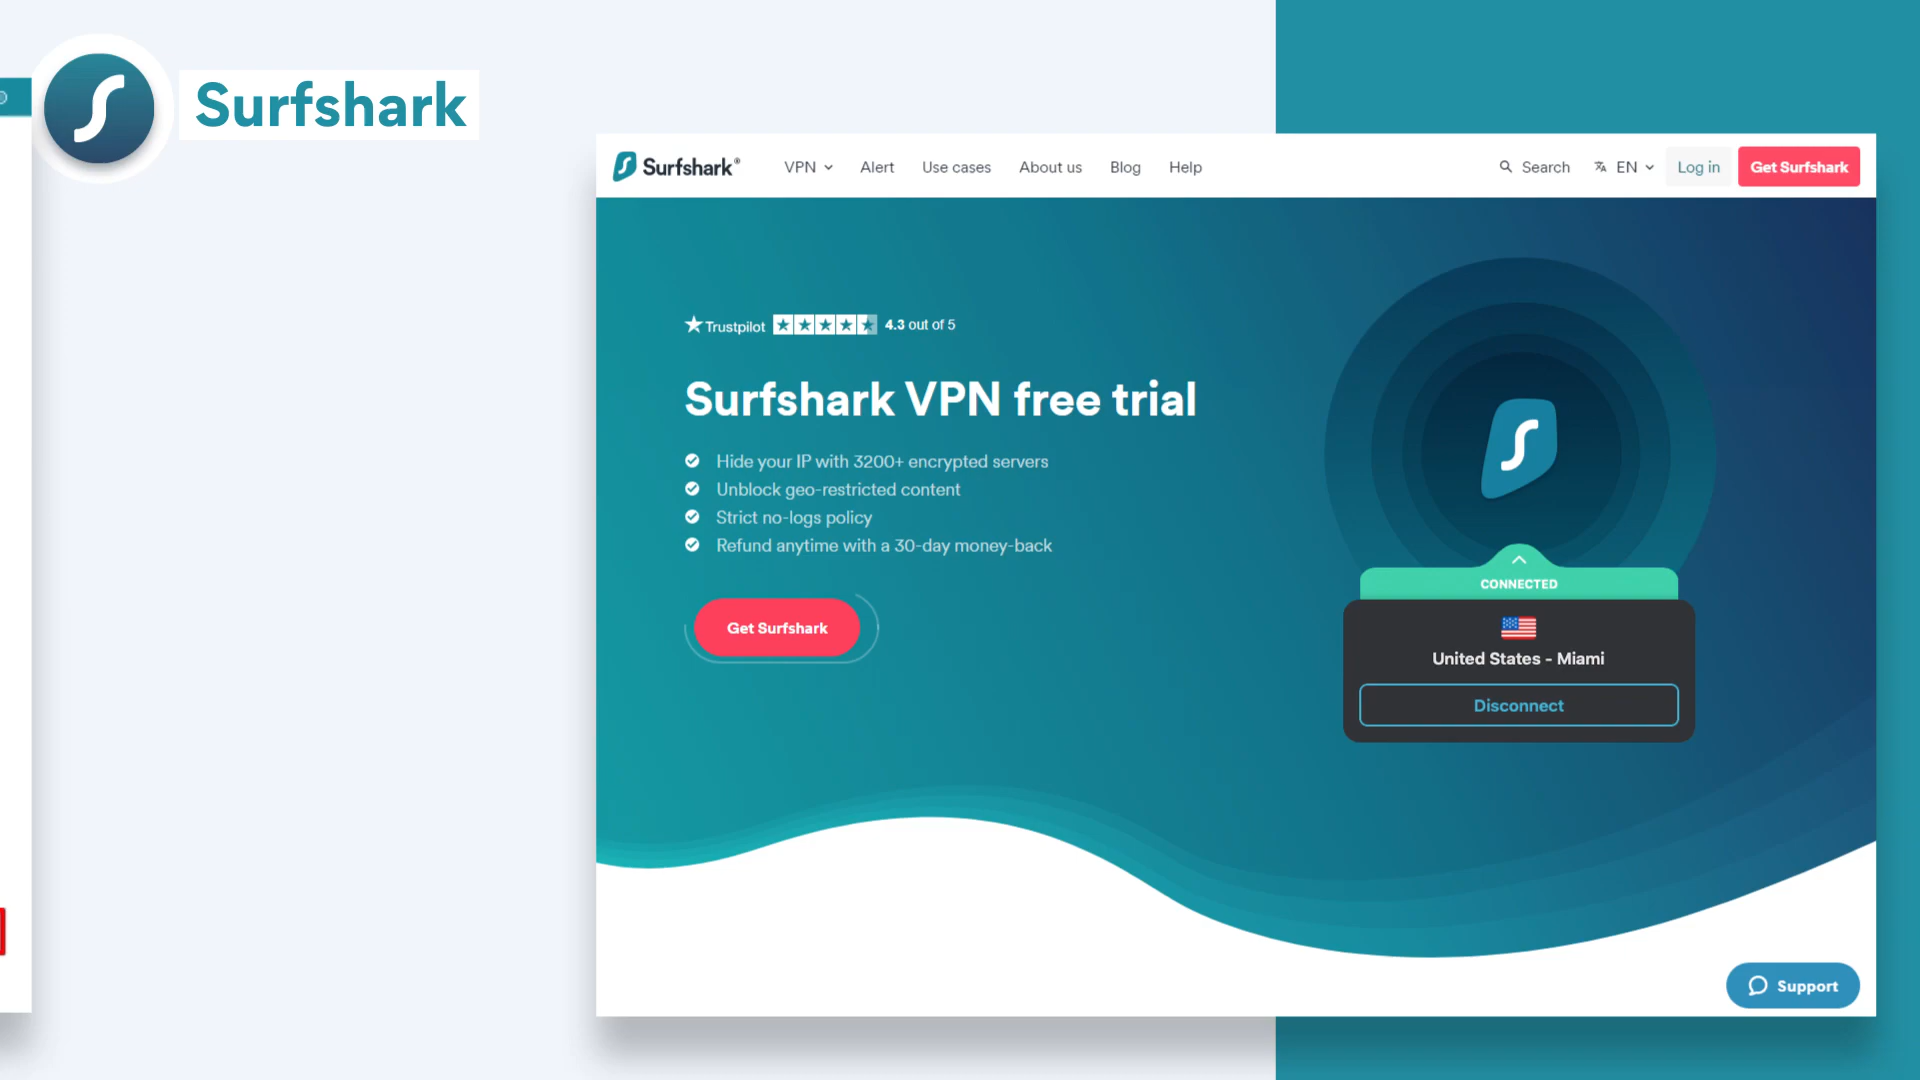 Surfshark
Surfshark®
VPN
Alert
Use cases
About us
Blog
Help
Search
EN
Log in
Get Surfshark
Trustpilot
4.3 out of 5
Surfshark VPN free trial
Hide your IP with 3200+ encrypted servers
Unblock geo-restricted content
Strict no-logs policy
Refund anytime with a 30-day money-back
Get Surfshark
CONNECTED
United States - Miami
Disconnect
Support